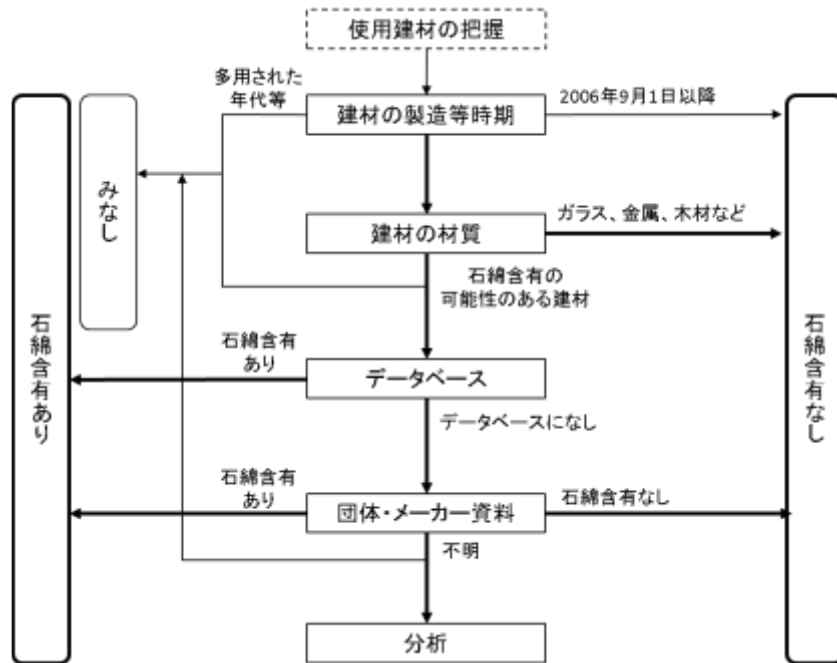 使用建材の把握
多用された
年代等
建材の製造等時期
2006年9月1日以降
みなし
建材の材質
ガラス、金属、木材など
石綿含有の
可能性のある建材
石綿含有あり
石綿含有なし
石綿含有
あり
データベース
データベースになし
石綿含有
あり
団体・メーカー資料
石綿含有なし
不明
分析